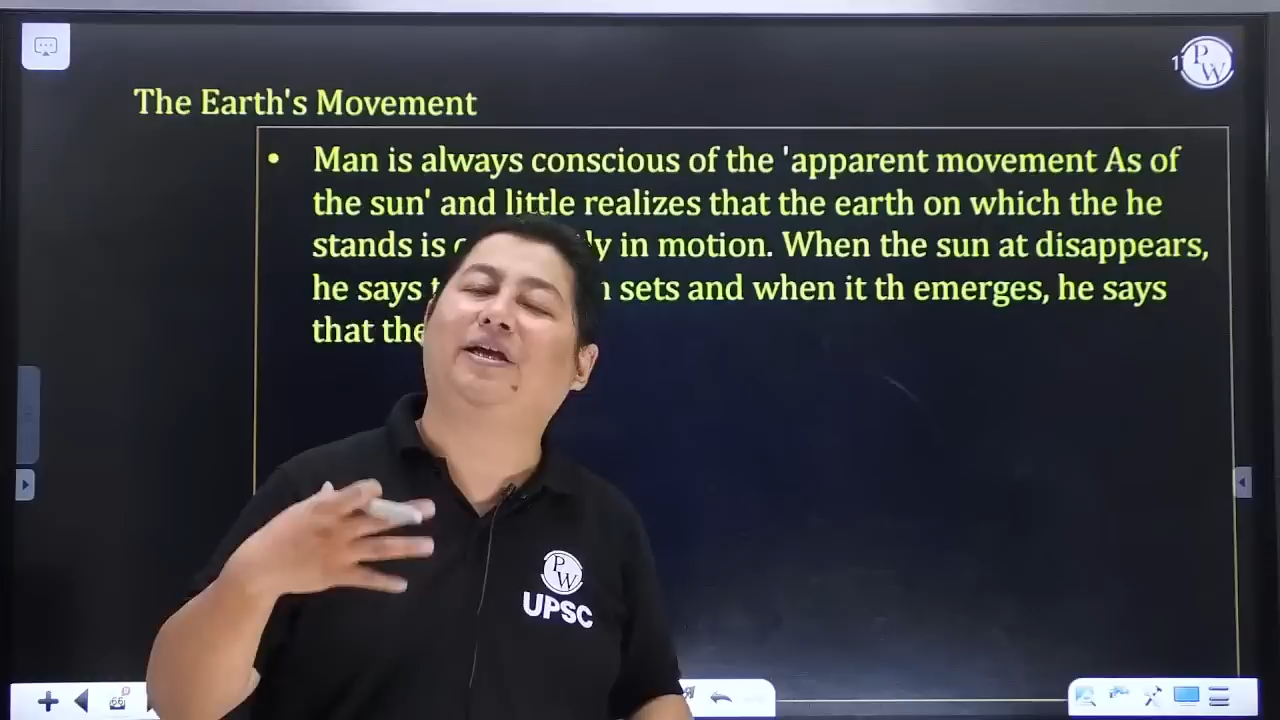 The Earth's Movement
• Man is always conscious of the 'apparent movement As of
the sun' and little realizes that the earth on which the he
stands is in motion. When the sun at disappears,
he says sets and when it th emerges, he says
that the
PW
PW
UPSC